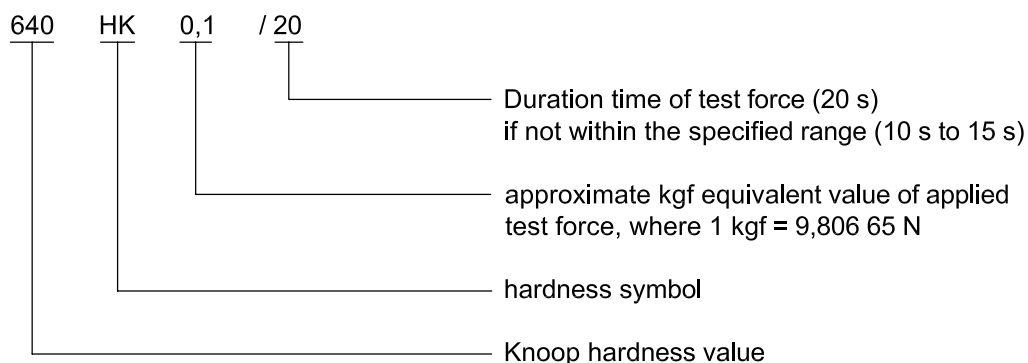 640 HK 0,1 / 20
Duration time of test force (20 s)
if not within the specified range (10 s to 15 s)
approximate kgf equivalent value of applied
test force, where 1 kgf = 9,806 65 N
hardness symbol
Knoop hardness value